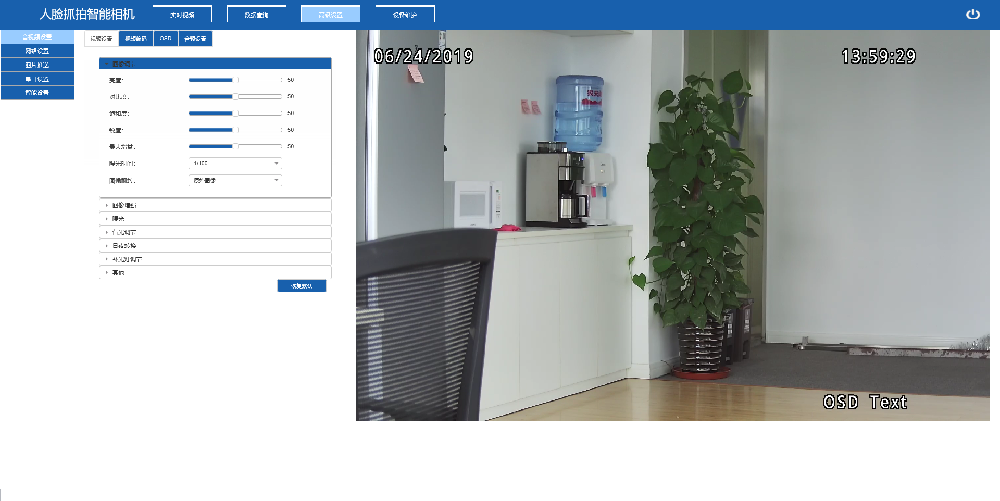 人脸抓拍智能相机
实时视频
数据查询
高级设置
设备维护
音视频设置
网络设置
图片推送
串口设置
智能设置
视频设置
视频编码
OSD
音频设置
图像调节
亮度:
50
对比度:
50
饱和度:
50
锐度:
50
最大增益:
50
曝光时间:
1/100
图像翻转:
原始图像
图像增强
曝光
背光调节
日夜转换
补光灯调节
其他
恢复默认
06/24/2019
13:59:29
OSD Text